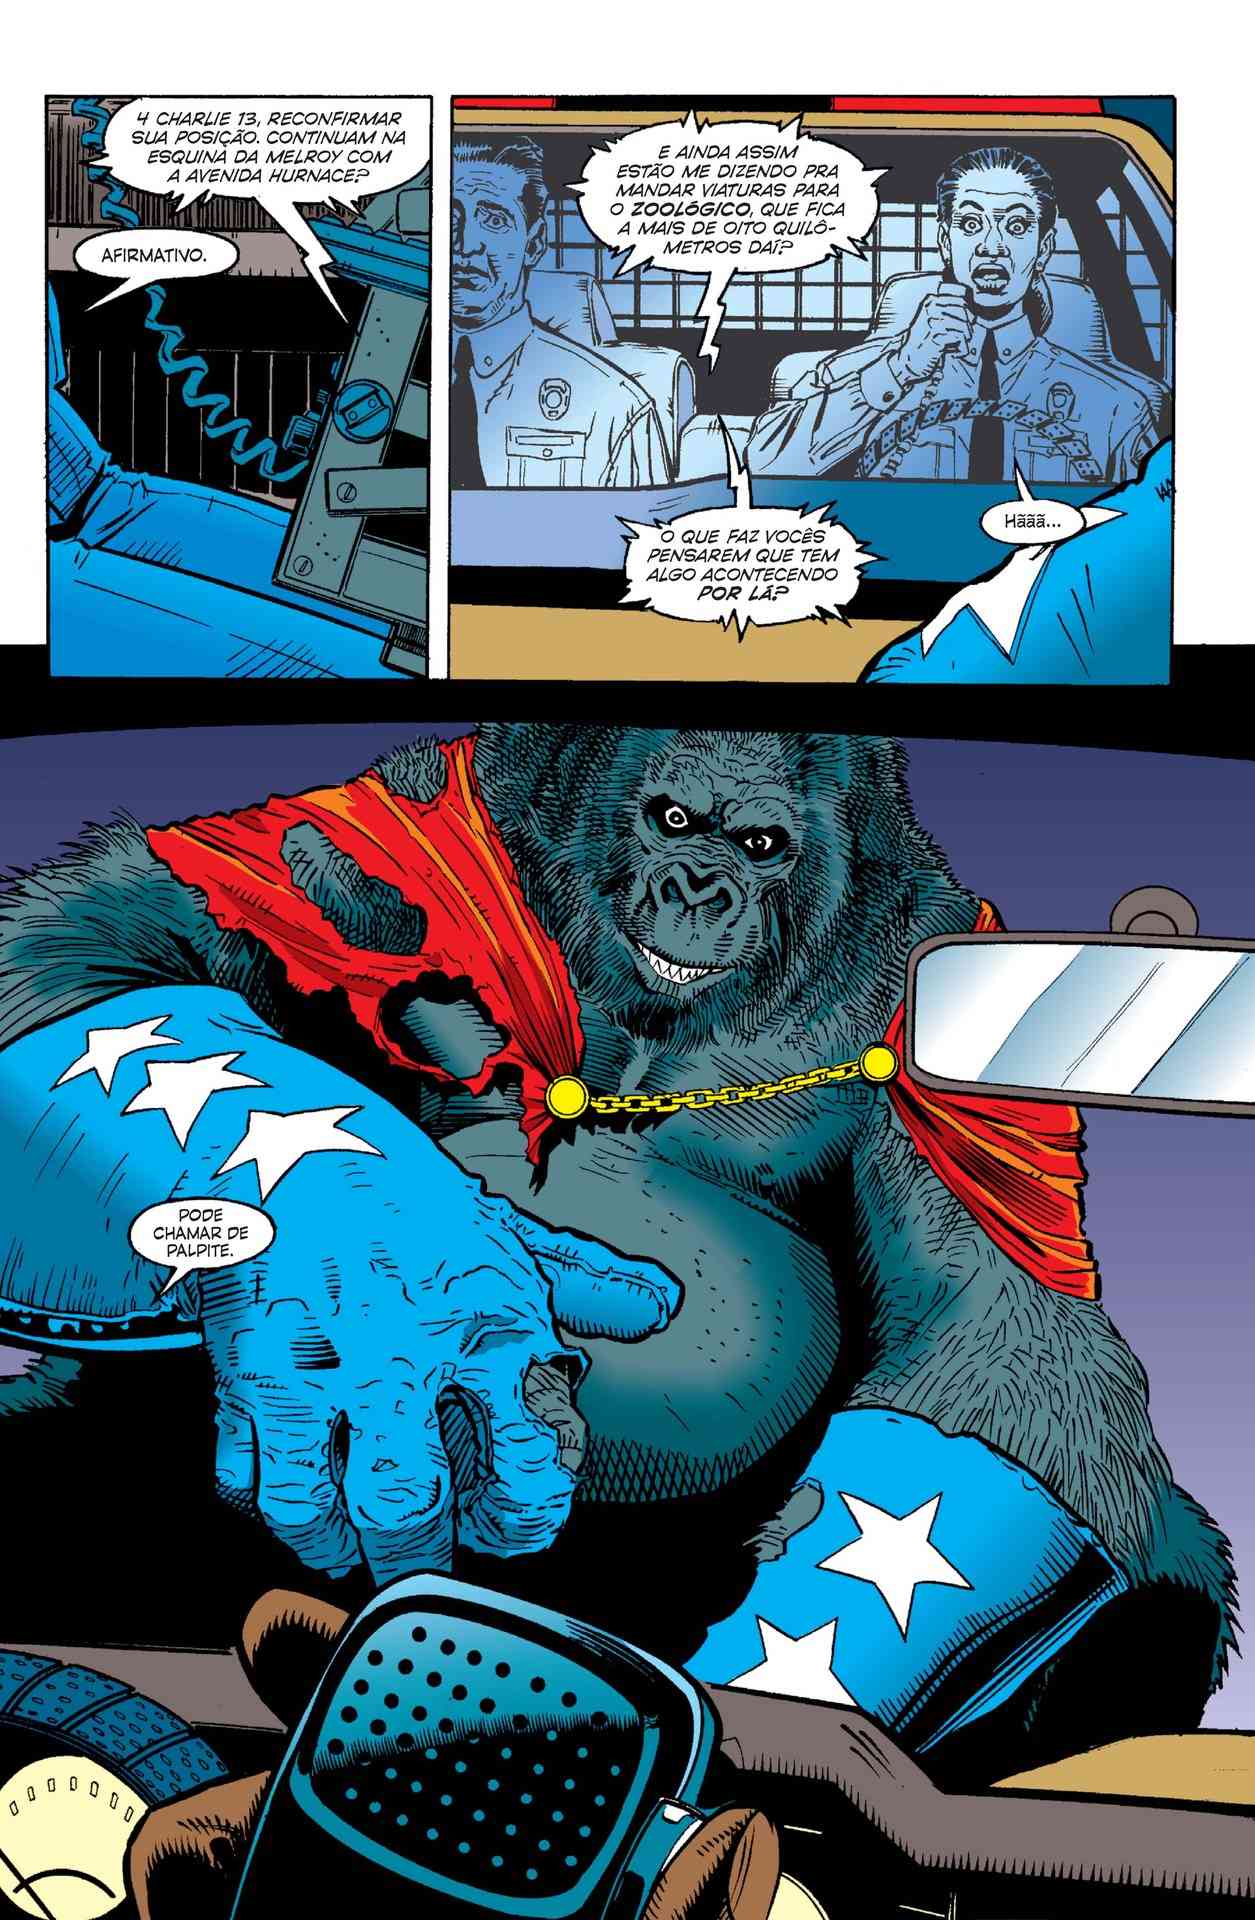 4 CHARLIE 13, RECONFIRMAR
SUA POSIÇÃO. CONTINUAM NA
ESQUINA DA MELROY COM
A AVENIDA HURNACE?
AFIRMATIVO.
E AINDA ASSIM
ESTÃO ME DIZENDO PRA
MANDAR VIATURAS PARA
O ZOOLÓGICO, QUE FICA
A MAIS DE OITO QUILÔ-
METROS DAÍ?
O QUE FAZ VOCÊS
PENSAREM QUE TEM
ALGO ACONTECENDO
POR LÁ?
HÃÃÃ...
PODE
CHAMAR DE
PALPITE.